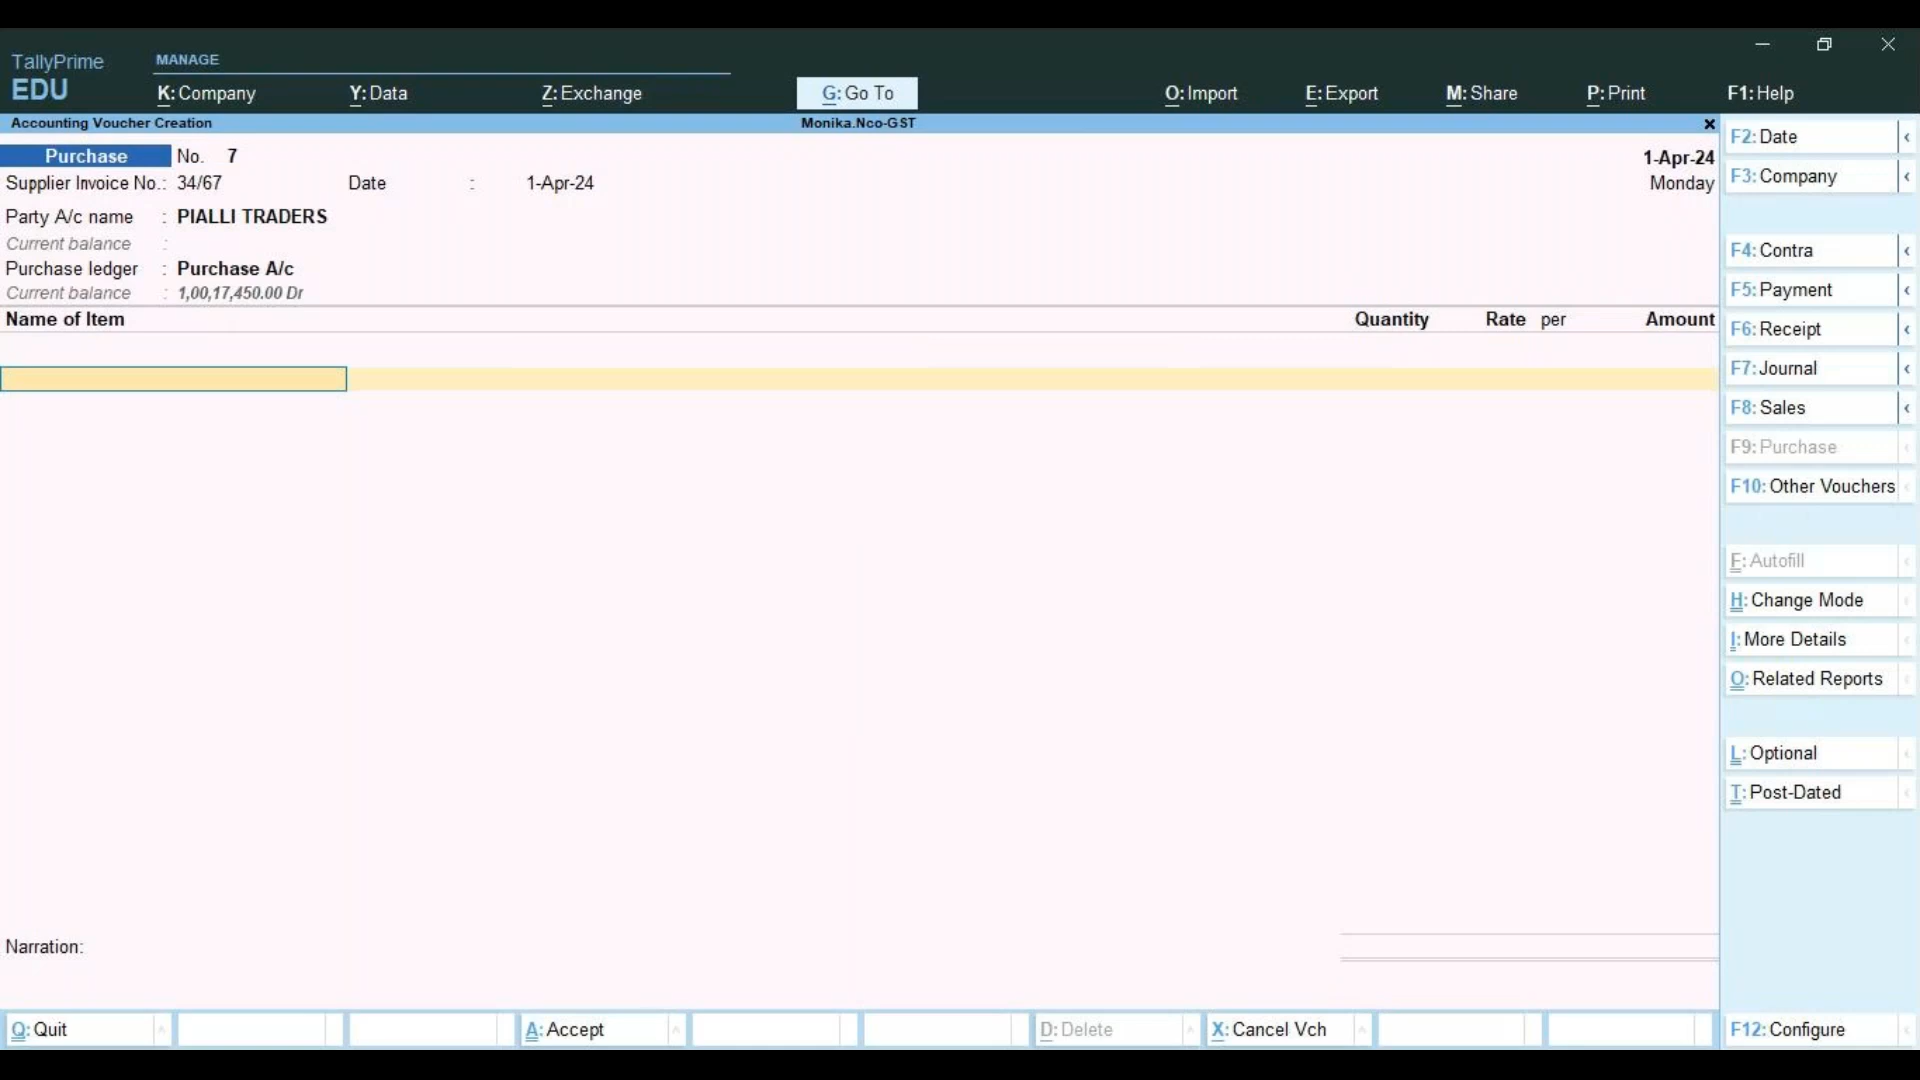 TallyPrime
EDU
MANAGE
K: Company
Y: Data
Z: Exchange
G: Go To
O: Import
E: Export
M: Share
P: Print
F1: Help
Accounting Voucher Creation
Monika.Nco-GST
Purchase No. 7
1-Apr-24
Supplier Invoice No.: 34/67 Date : 1-Apr-24
Monday
Party A/c name : PIALLI TRADERS
Current balance :
Purchase ledger : Purchase A/c
Current balance : 1,00,17,450.00 Dr
Name of Item Quantity Rate per Amount
Narration:
F2: Date
F3: Company
F4: Contra
F5: Payment
F6: Receipt
F7: Journal
F8: Sales
F9: Purchase
F10: Other Vouchers
F: Autofill
H: Change Mode
I: More Details
O: Related Reports
L: Optional
T: Post-Dated
Q: Quit
A: Accept
D: Delete
X: Cancel Vch
F12: Configure